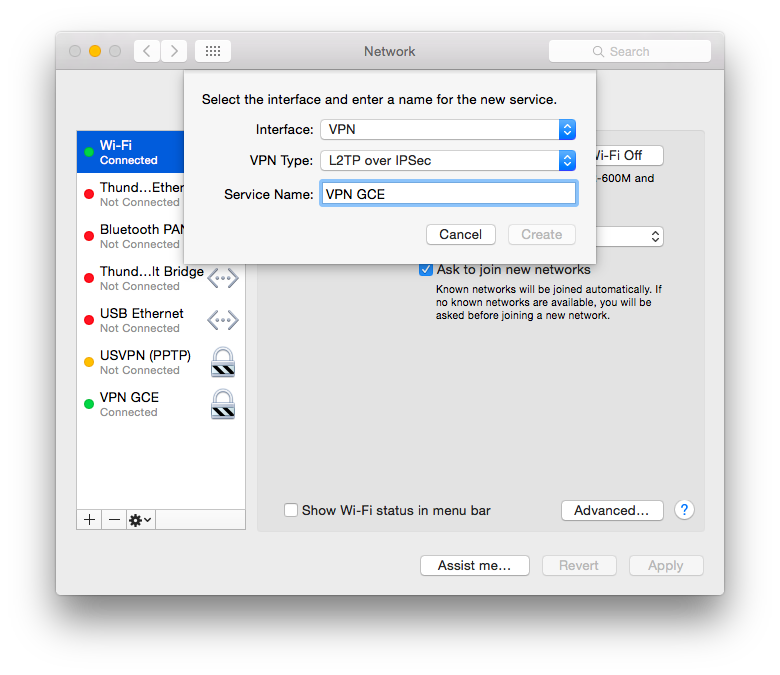 Network
Search
Select the interface and enter a name for the new service.
Interface: VPN
VPN Type: L2TP over IPSec
Service Name: VPN GCE
Cancel
Create
Wi-Fi
Connected
Thund…Ether
Not Connected
Bluetooth PAN
Not Connected
Thund…lt Bridge
Not Connected
USB Ethernet
Not Connected
USVPN (PPTP)
Not Connected
VPN GCE
Connected
Vi-Fi Off
-600M and
Ask to join new networks
Known networks will be joined automatically. If
no known networks are available, you will be
asked before joining a new network.
Show Wi-Fi status in menu bar
Advanced…
?
Assist me…
Revert
Apply